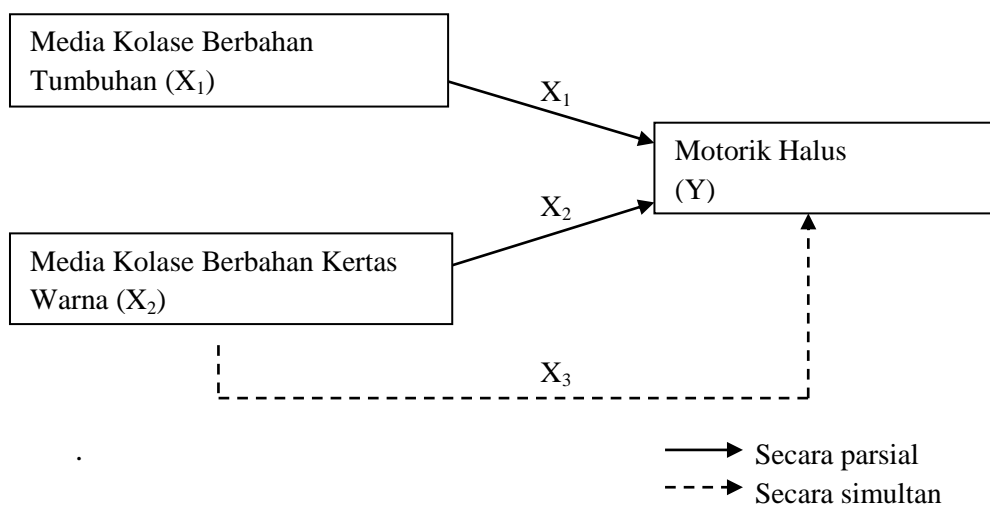 Media Kolase Berbahan
Tumbuhan (X₁)
X₁
Motorik Halus
(Y)
X₂
Media Kolase Berbahan Kertas
Warna (X₂)
X₃
.
Secara parsial
Secara simultan